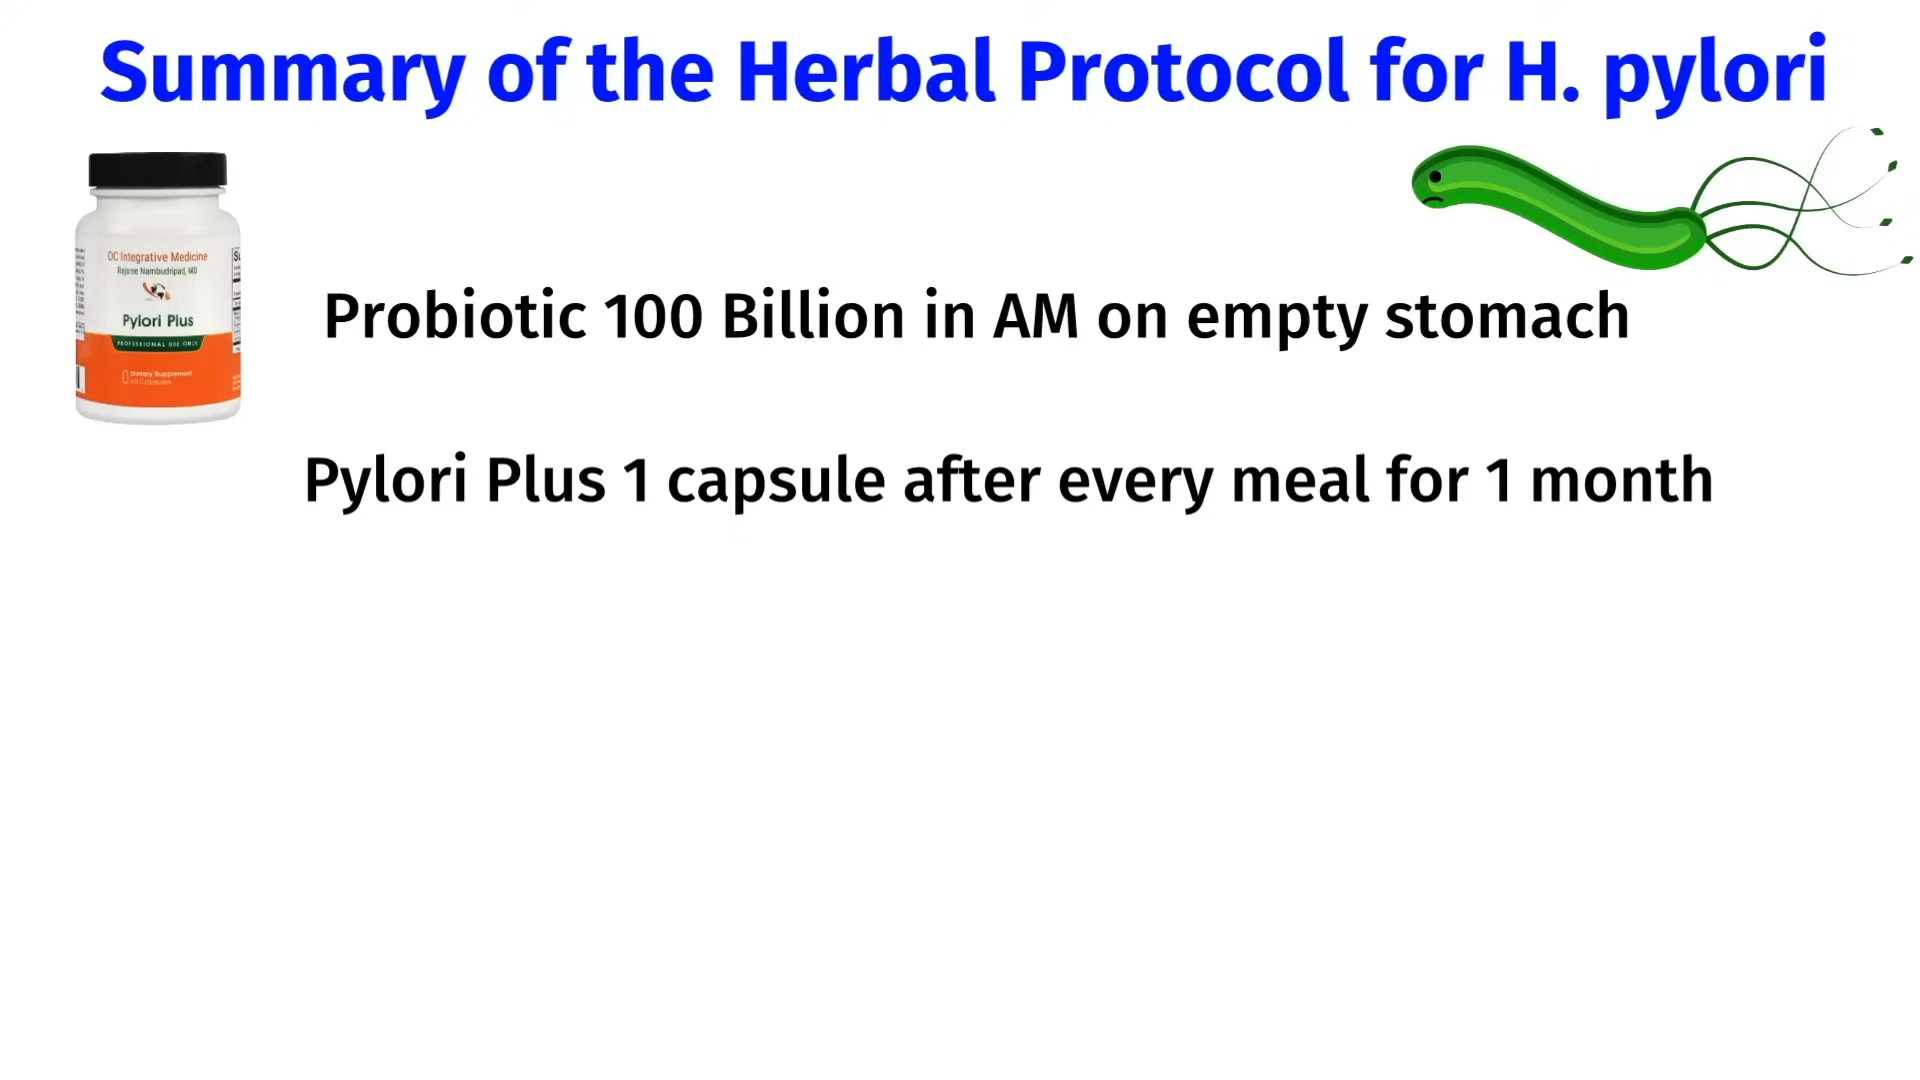 Summary of the Herbal Protocol for H. pylori
OC Integrative Medicine
Rajsree Nambudripad, MD
Pylori Plus
PROFESSIONAL USE ONLY
Dietary Supplement
Probiotic 100 Billion in AM on empty stomach
Pylori Plus 1 capsule after every meal for 1 month